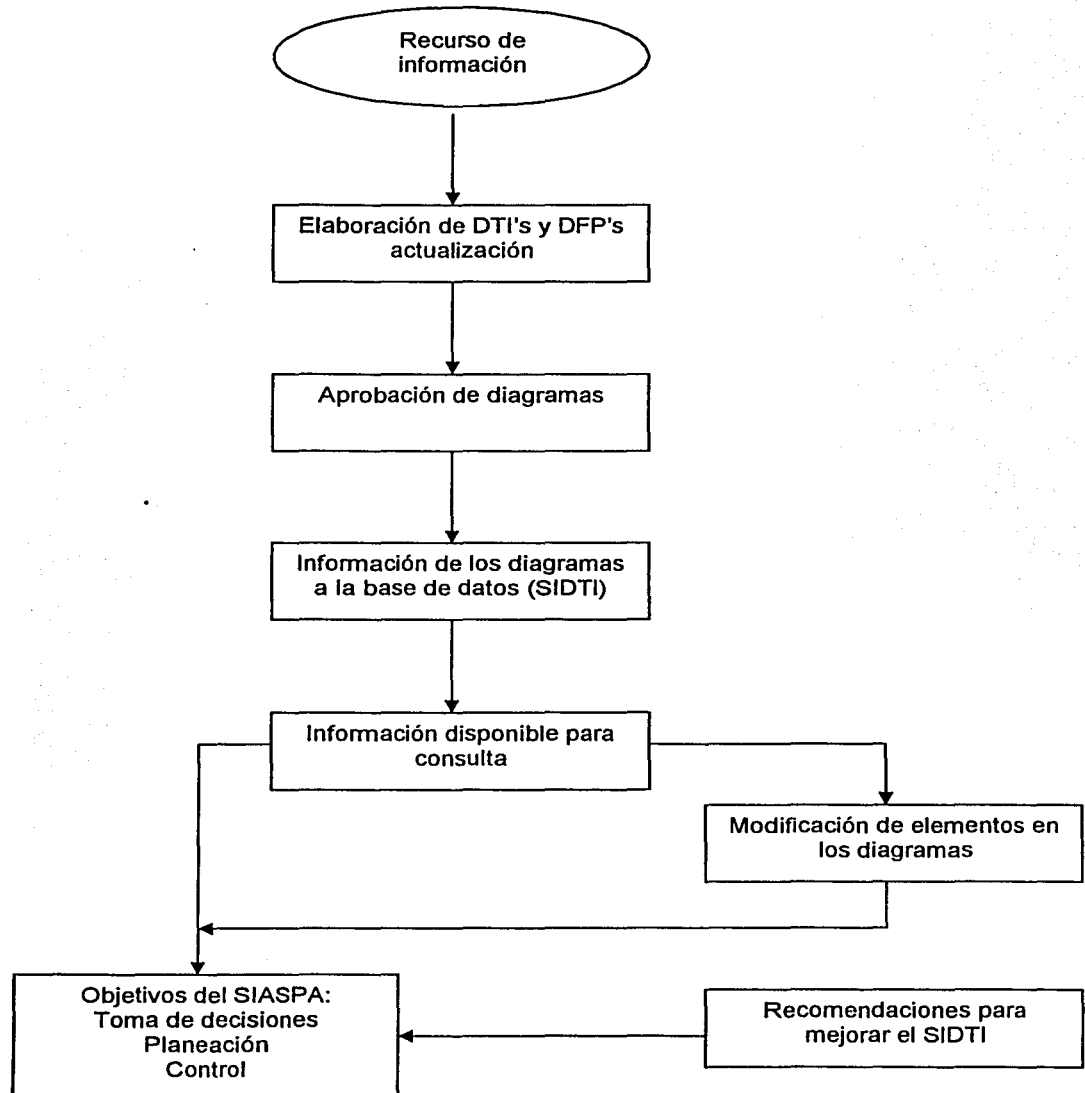 Recurso de
información
Elaboración de DTI's y DFP's
actualización
Aprobación de diagramas
Información de los diagramas
a la base de datos (SIDTI)
Información disponible para
consulta
Modificación de elementos en
los diagramas
Objetivos del SIASPA:
Toma de decisiones
Planeación
Control
Recomendaciones para
mejorar el SIDTI